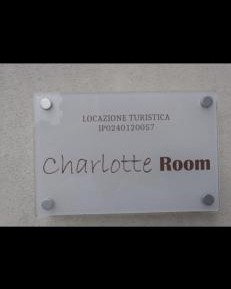 LOCAZIONE TURISTICA
IP0240120057
Charlotte Room